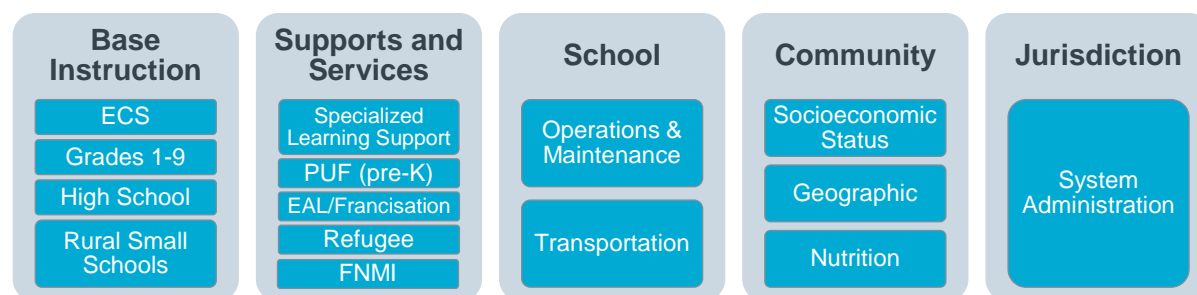 Base
Instruction
ECS
Grades 1-9
High School
Rural Small
Schools
Supports and
Services
Specialized
Learning Support
PUF (pre-K)
EAL/Francisation
Refugee
FNMI
School
Operations &
Maintenance
Transportation
Community
Socioeconomic
Status
Geographic
Nutrition
Jurisdiction
System
Administration